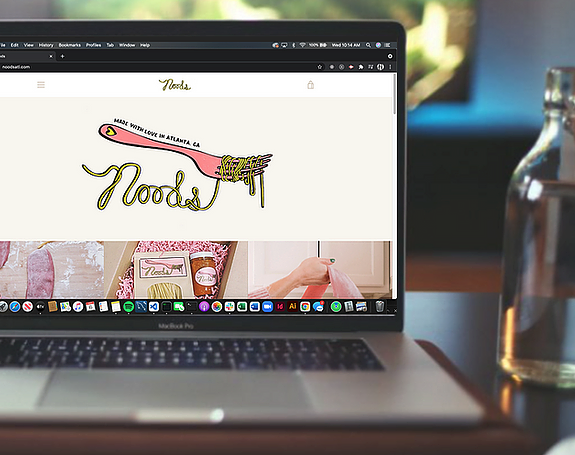 File Edit View History Bookmarks Profiles Tab Window Help
100%
Wed 10:14 AM
noodsatl.com
Noods
MADE WITH LOVE IN ATLANTA, GA
Noods
Noods
MacBook Pro